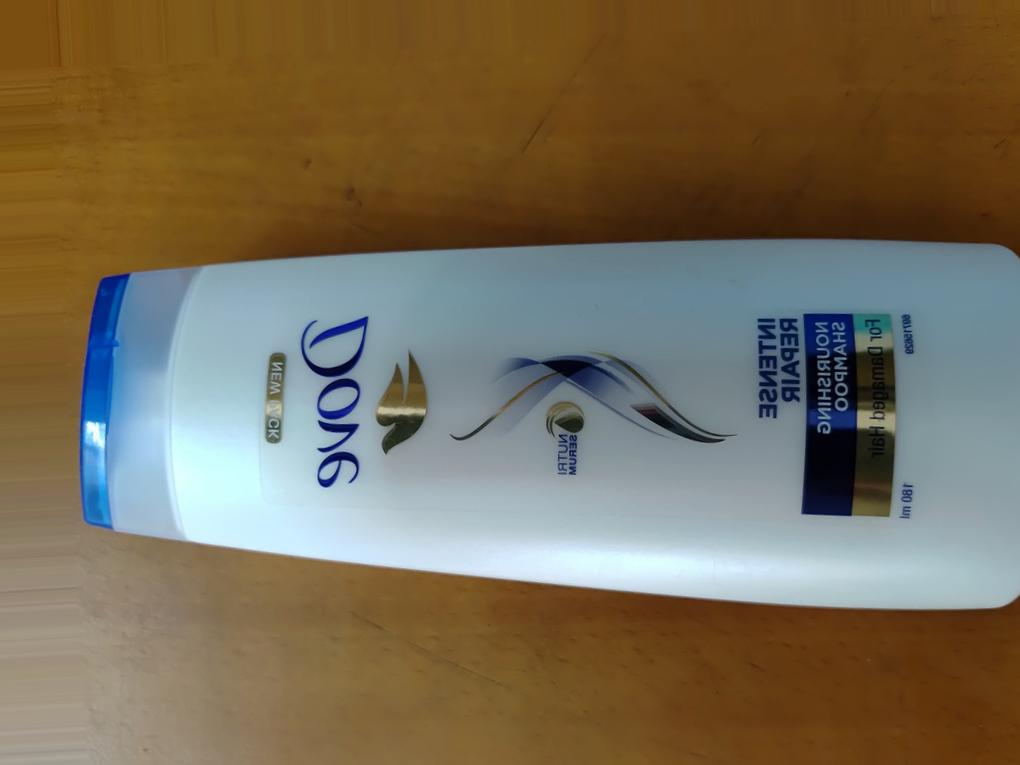 NEW PACK
Dove
NUTRI
SERUM
INTENSE
REPAIR
NOURISHING
SHAMPOO
For Damaged Hair
180 ml